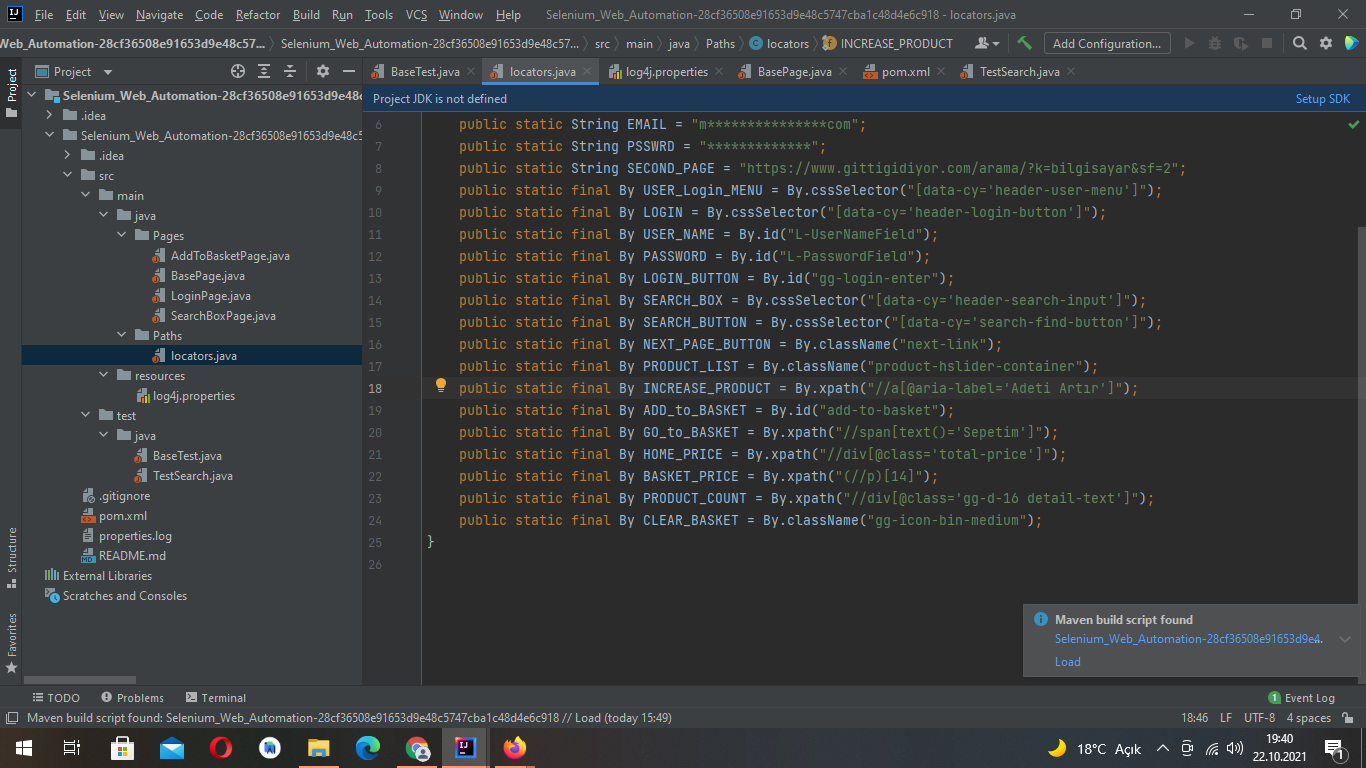 File Edit View Navigate Code Refactor Build Run Tools VCS Window Help Selenium_Web_Automation-28cf36508e91653d9e48c5747cba1c48d4e6c918 - locators.java
Web_Automation-28cf36508e91653d9e48c57... Selenium_Web_Automation-28cf36508e91653d9e48c57... src main java Paths locators INCREASE_PRODUCT Add Configuration...
Project BaseTest.java locators.java log4j.properties BasePage.java pom.xml TestSearch.java
Project
Structure
Favorites
Selenium_Web_Automation-28cf36508e91653d9e48
.idea
Selenium_Web_Automation-28cf36508e91653d9e48c5
.idea
src
main
java
Pages
AddToBasketPage.java
BasePage.java
LoginPage.java
SearchBoxPage.java
Paths
locators.java
resources
log4j.properties
test
java
BaseTest.java
TestSearch.java
.gitignore
pom.xml
properties.log
README.md
External Libraries
Scratches and Consoles
Project JDK is not defined Setup SDK
6 public static String EMAIL = "m***************com";
7 public static String PSSWRD = "*************";
8 public static String SECOND_PAGE = "https://www.gittigidiyor.com/arama/?k=bilgisayar&sf=2";
9 public static final By USER_Login_MENU = By.cssSelector("[data-cy='header-user-menu']");
10 public static final By LOGIN = By.cssSelector("[data-cy='header-login-button']");
11 public static final By USER_NAME = By.id("L-UserNameField");
12 public static final By PASSWORD = By.id("L-PasswordField");
13 public static final By LOGIN_BUTTON = By.id("gg-login-enter");
14 public static final By SEARCH_BOX = By.cssSelector("[data-cy='header-search-input']");
15 public static final By SEARCH_BUTTON = By.cssSelector("[data-cy='search-find-button']");
16 public static final By NEXT_PAGE_BUTTON = By.className("next-link");
17 public static final By PRODUCT_LIST = By.className("product-hslider-container");
18 public static final By INCREASE_PRODUCT = By.xpath("//a[@aria-label='Adeti Artır']");
19 public static final By ADD_to_BASKET = By.id("add-to-basket");
20 public static final By GO_to_BASKET = By.xpath("//span[text()='Sepetim']");
21 public static final By HOME_PRICE = By.xpath("//div[@class='total-price']");
22 public static final By BASKET_PRICE = By.xpath("(//p)[14]");
23 public static final By PRODUCT_COUNT = By.xpath("//div[@class='gg-d-16 detail-text']");
24 public static final By CLEAR_BASKET = By.className("gg-icon-bin-medium");
25 }
26
Maven build script found
Selenium_Web_Automation-28cf36508e91653d9e4...
Load
TODO Problems Terminal 1 Event Log
Maven build script found: Selenium_Web_Automation-28cf36508e91653d9e48c5747cba1c48d4e6c918 // Load (today 15:49) 18:46 LF UTF-8 4 spaces
18°C Açık 19:40
22.10.2021 1